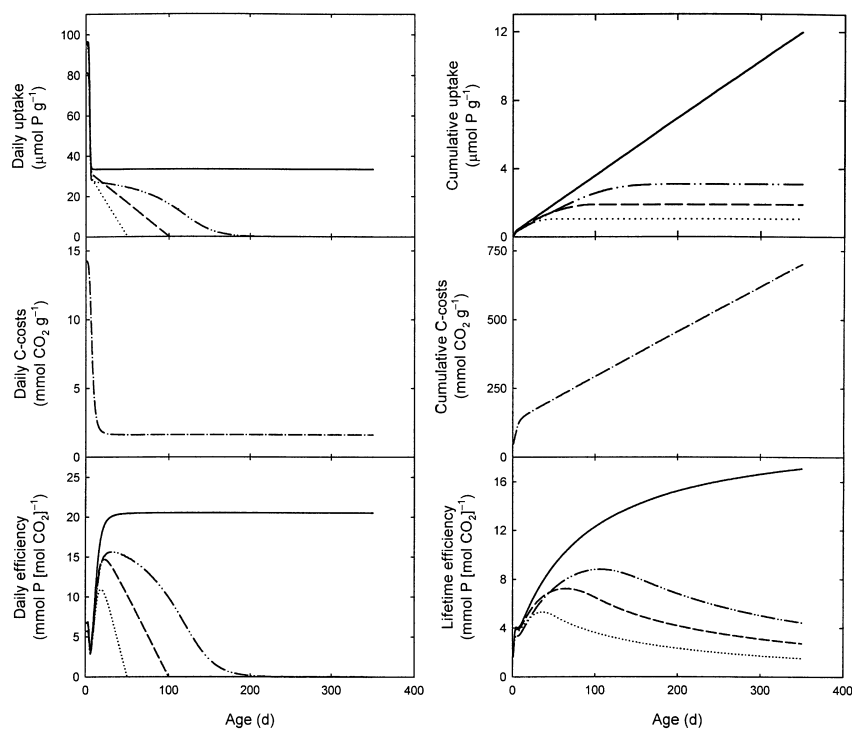 Daily uptake
(μmol P g⁻¹)
100
80
60
40
20
0
Cumulative uptake
(μmol P g⁻¹)
12
8
4
0
Daily C-costs
(mmol CO₂ g⁻¹)
15
10
5
0
Cumulative C-costs
(mmol CO₂ g⁻¹)
750
500
250
0
Daily efficiency
(mmol P [mol CO₂]⁻¹)
25
20
15
10
5
0
0
100
200
300
400
Age (d)
Lifetime efficiency
(mmol P [mol CO₂]⁻¹)
16
12
8
4
0
0
100
200
300
400
Age (d)